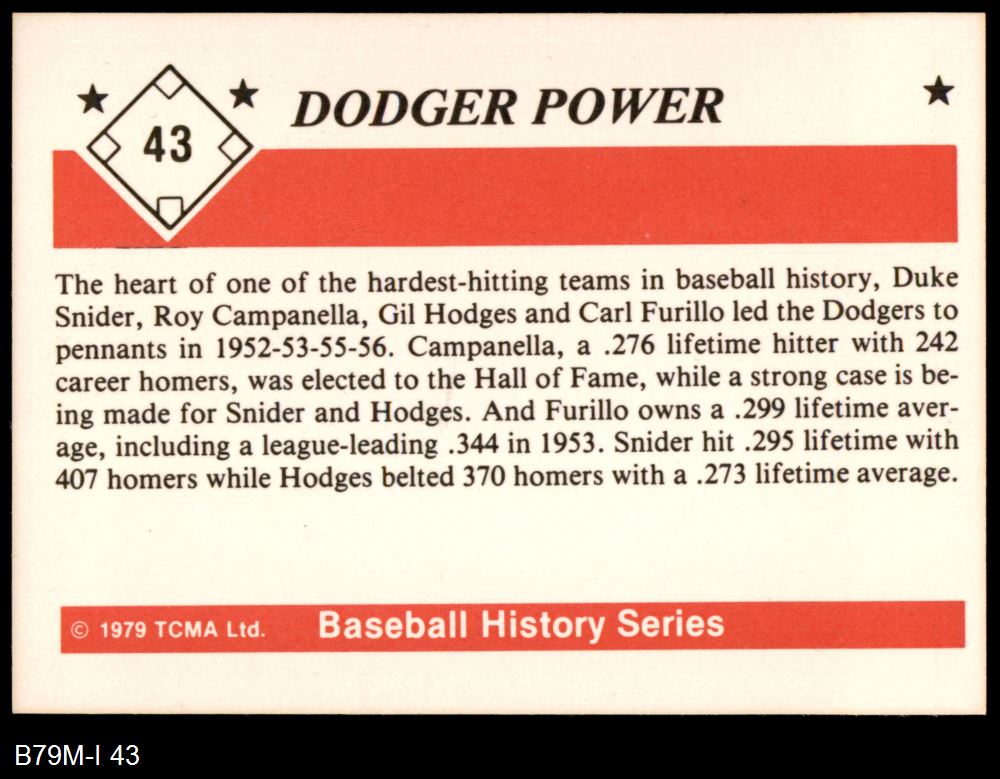 43
DODGER POWER
The heart of one of the hardest-hitting teams in baseball history, Duke
Snider, Roy Campanella, Gil Hodges and Carl Furillo led the Dodgers to
pennants in 1952-53-55-56. Campanella, a .276 lifetime hitter with 242
career homers, was elected to the Hall of Fame, while a strong case is be-
ing made for Snider and Hodges. And Furillo owns a .299 lifetime aver-
age, including a league-leading .344 in 1953. Snider hit .295 lifetime with
407 homers while Hodges belted 370 homers with a .273 lifetime average.
© 1979 TCMA Ltd. Baseball History Series
B79M-I 43